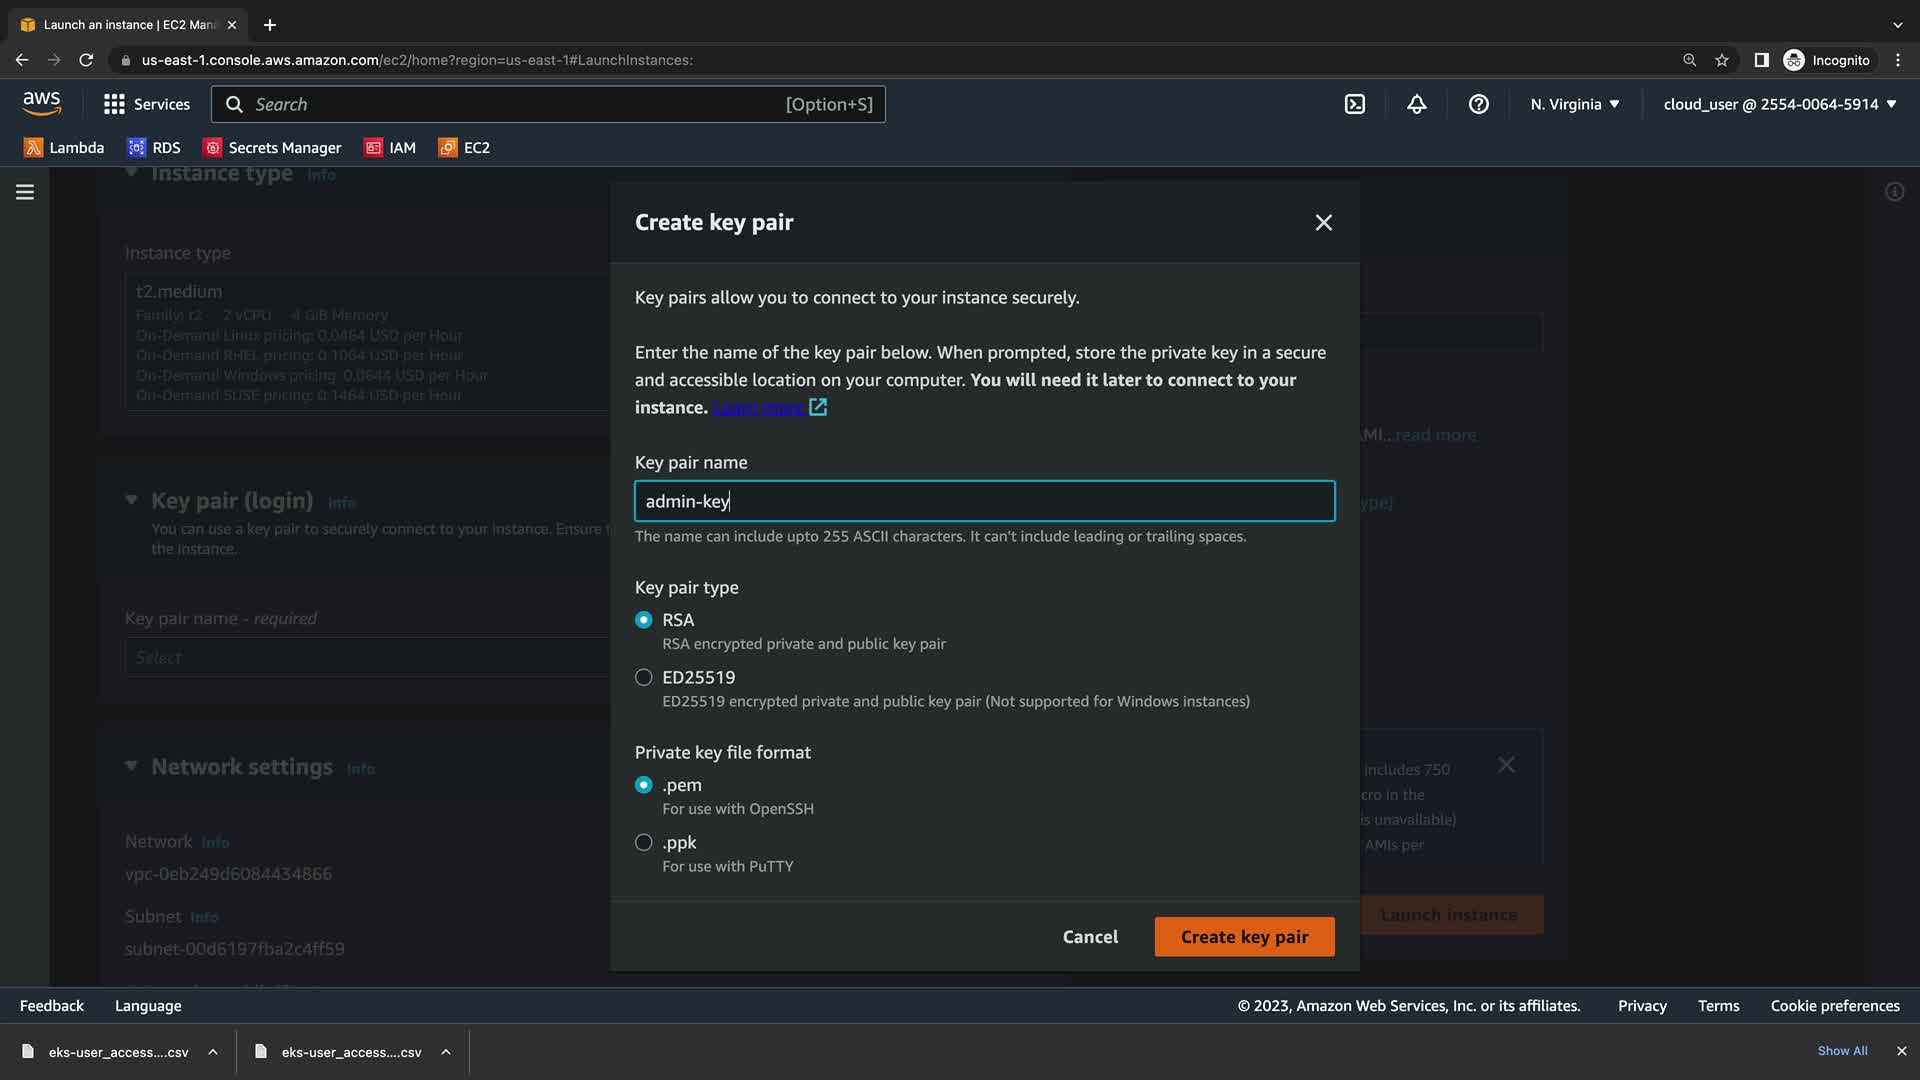 Launch an instance | EC2 Man
us-east-1.console.aws.amazon.com/ec2/home?region=us-east-1#LaunchInstances:
Incognito
aws
Services
Search
[Option+S]
N. Virginia
cloud_user @ 2554-0064-5914
Lambda
RDS
Secrets Manager
IAM
EC2
Instance type Info
Instance type
t2.medium
Family: t2 2 vCPU 4 GiB Memory
On-Demand Linux pricing: 0.0464 USD per Hour
On-Demand RHEL pricing: 0.1064 USD per Hour
On-Demand Windows pricing: 0.0644 USD per Hour
On-Demand SUSE pricing: 0.1464 USD per Hour
Key pair (login) Info
You can use a key pair to securely connect to your instance. Ensure
the instance.
Key pair name - required
Select
Network settings Info
Network Info
vpc-0eb249d6084434866
Subnet Info
subnet-00d6197fba2c4ff59
Create key pair
Key pairs allow you to connect to your instance securely.
Enter the name of the key pair below. When prompted, store the private key in a secure
and accessible location on your computer. You will need it later to connect to your
instance. Learn more
Key pair name
admin-key
The name can include upto 255 ASCII characters. It can't include leading or trailing spaces.
Key pair type
RSA
RSA encrypted private and public key pair
ED25519
ED25519 encrypted private and public key pair (Not supported for Windows instances)
Private key file format
.pem
For use with OpenSSH
.ppk
For use with PuTTY
Cancel
Create key pair
AMI...read more
ype)
includes 750
cro in the
is unavailable)
AMIs per
Launch instance
Feedback
Language
© 2023, Amazon Web Services, Inc. or its affiliates.
Privacy
Terms
Cookie preferences
eks-user_access....csv
eks-user_access....csv
Show All